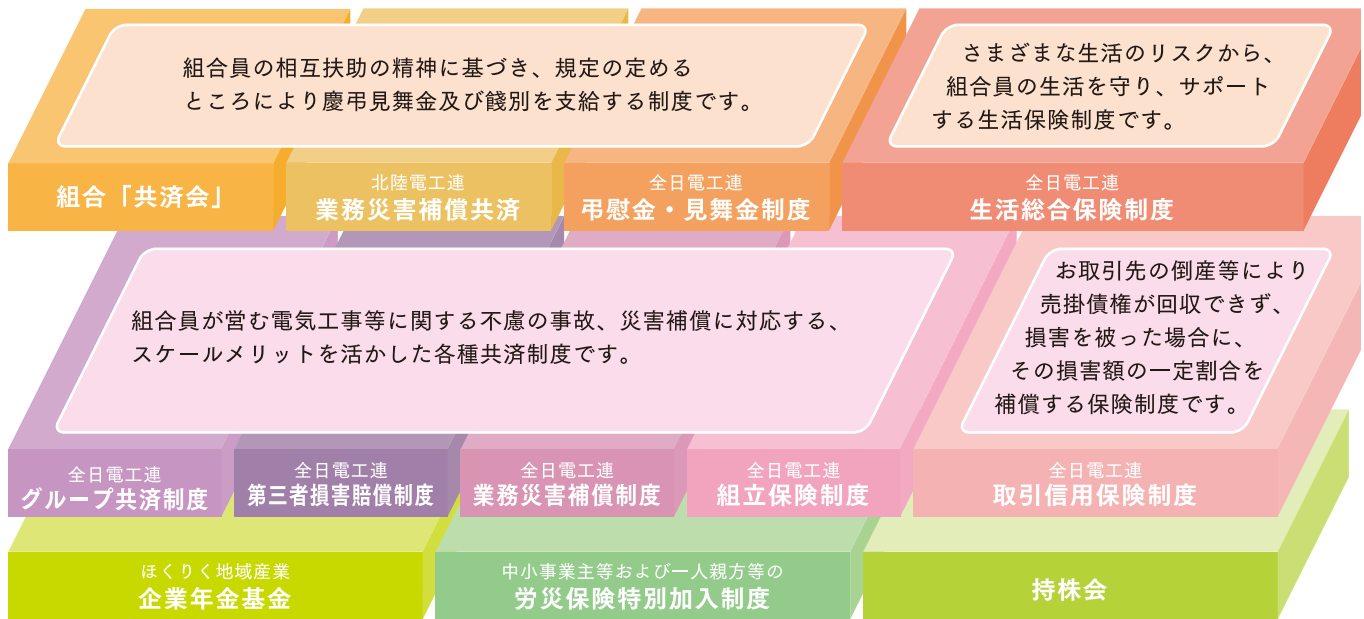 組合員の相互扶助の精神に基づき、規定の定める
ところにより慶弔見舞金及び餞別を支給する制度です。
さまざまな生活のリスクから、
組合員の生活を守り、サポート
する生活保険制度です。
組合「共済会」
北陸電工連
業務災害補償共済
全日電工連
弔慰金・見舞金制度
全日電工連
生活総合保険制度
組合員が営む電気工事等に関する不慮の事故、災害補償に対応する、
スケールメリットを活かした各種共済制度です。
お取引先の倒産等により
売掛債権が回収できず、
損害を被った場合に、
その損害額の一定割合を
補償する保険制度です。
全日電工連
グループ共済制度
全日電工連
第三者損害賠償制度
全日電工連
業務災害補償制度
全日電工連
組立保険制度
全日電工連
取引信用保険制度
ほくりく地域産業
企業年金基金
中小事業主等および一人親方等の
労災保険特別加入制度
持株会